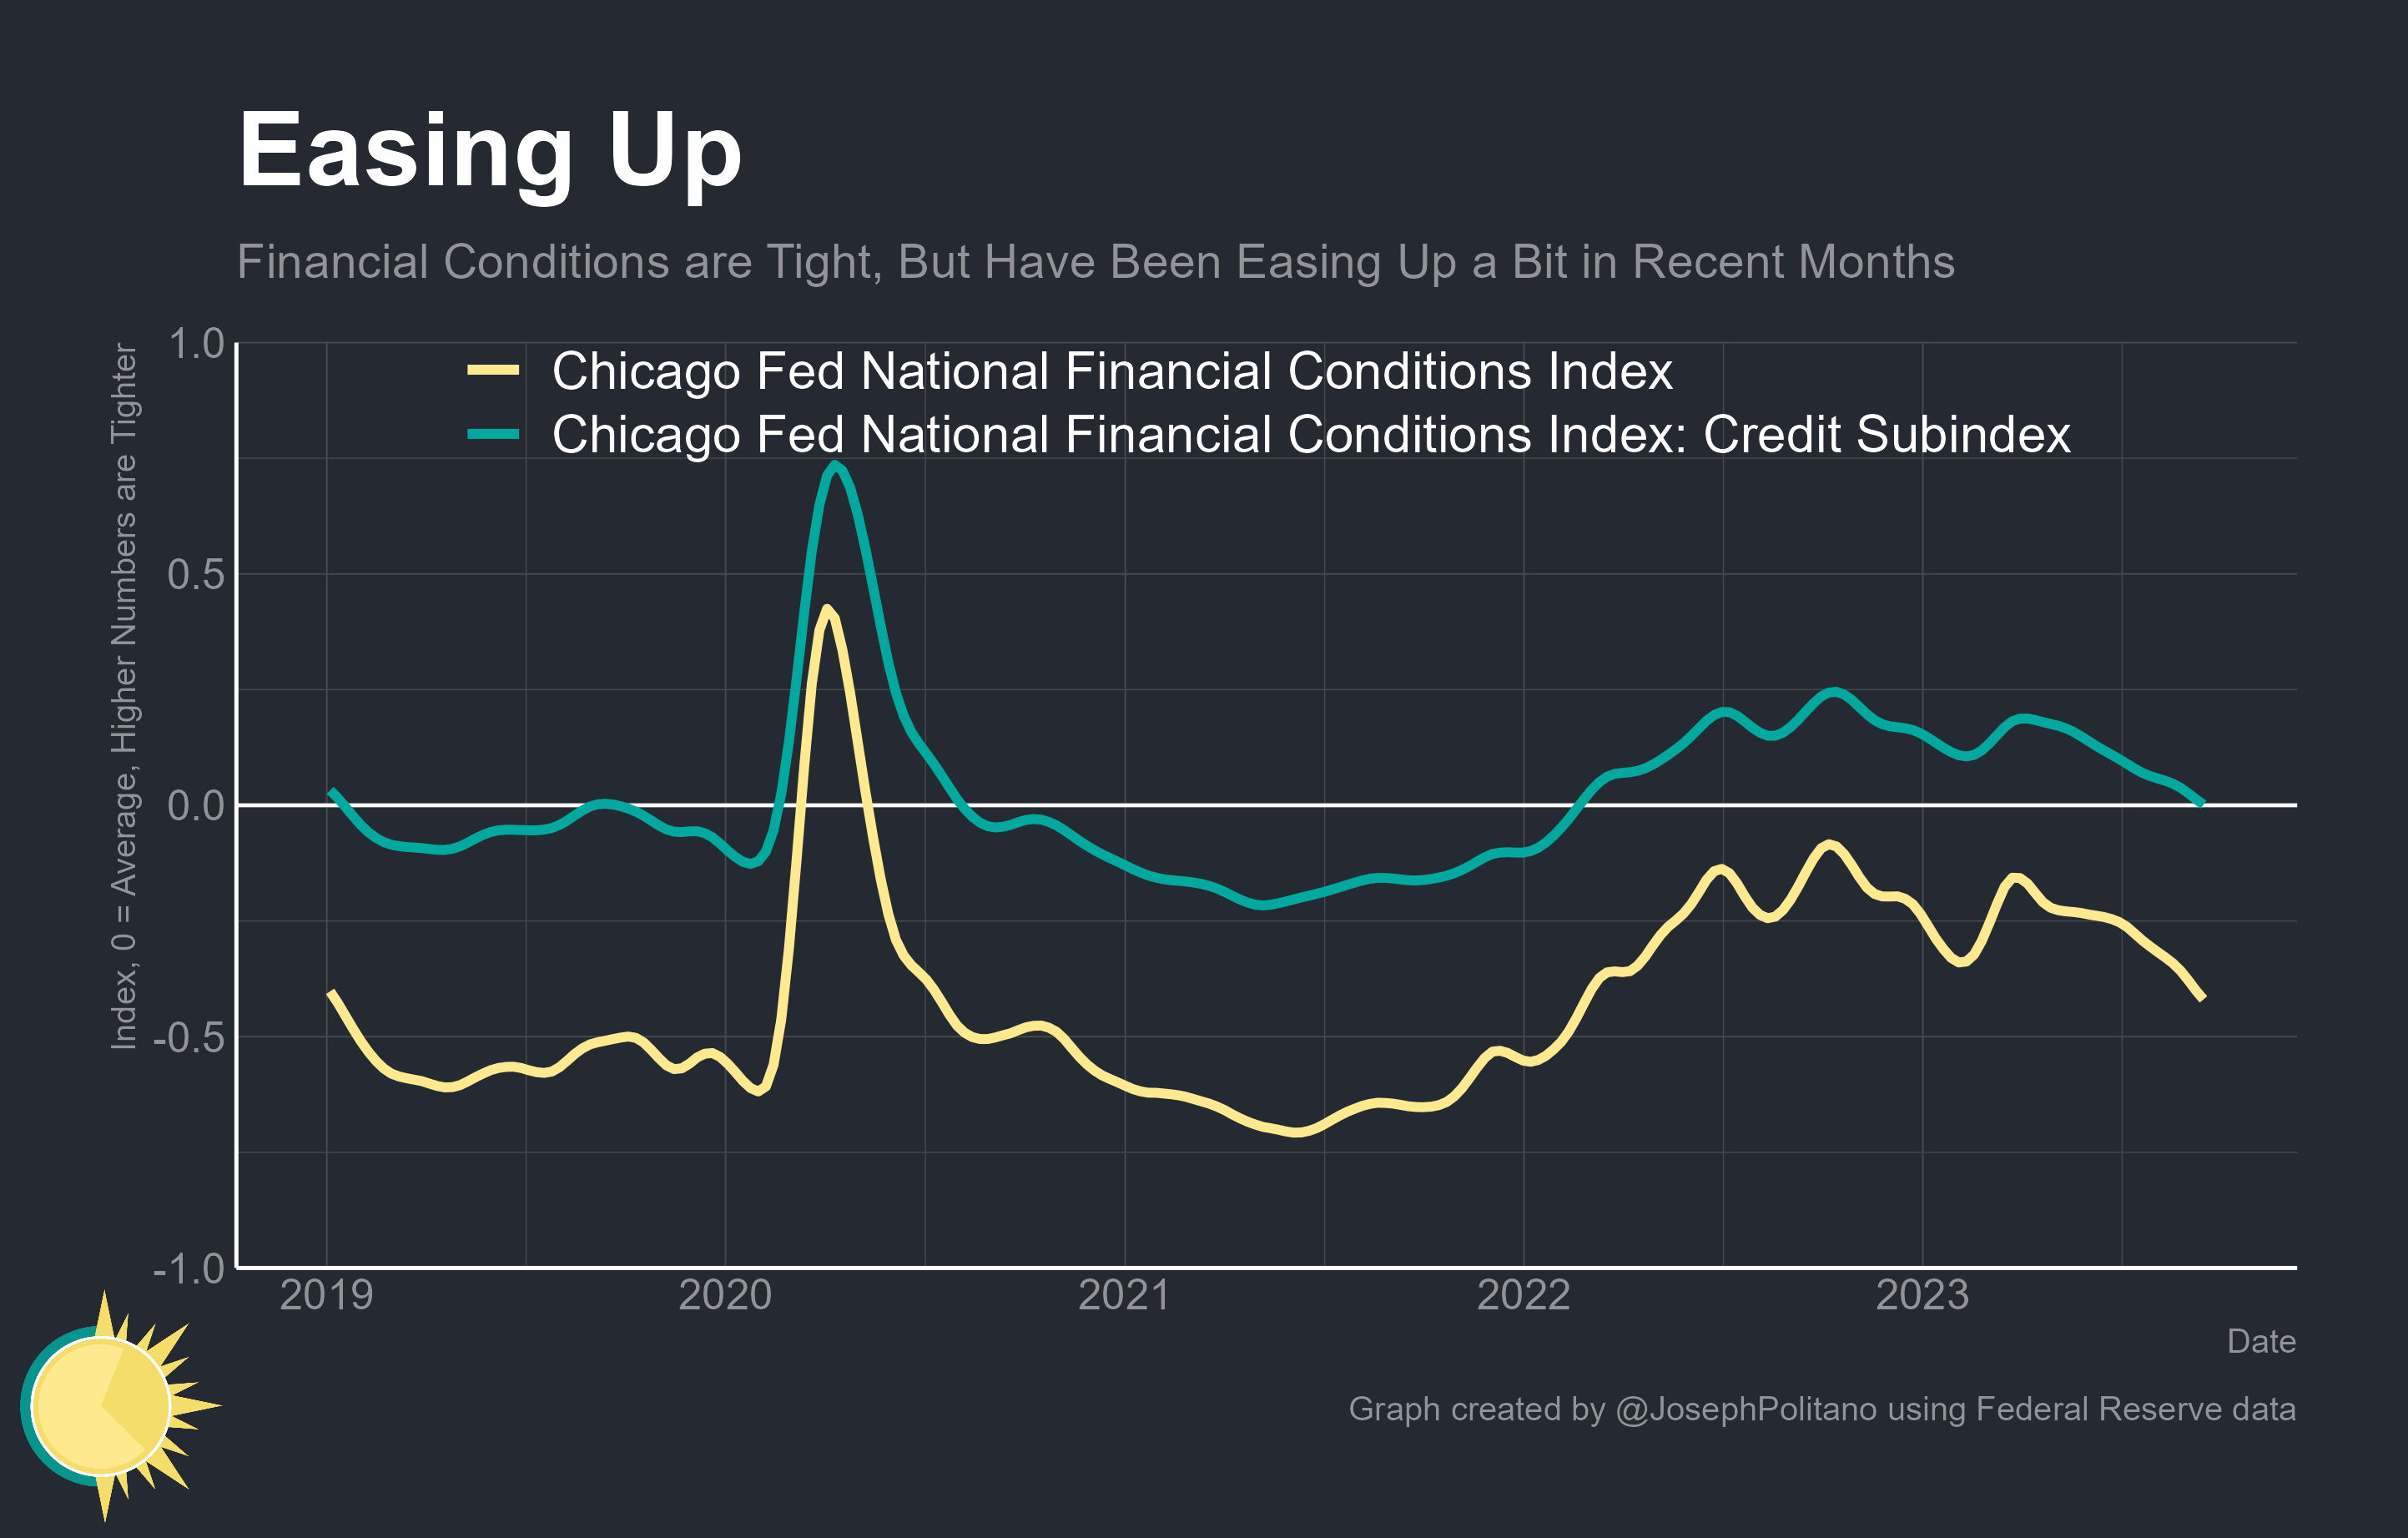 Easing Up
Financial Conditions are Tight, But Have Been Easing Up a Bit in Recent Months
Index, 0 = Average, Higher Numbers are Tighter
1.0
0.5
0.0
-0.5
-1.0
Chicago Fed National Financial Conditions Index
Chicago Fed National Financial Conditions Index: Credit Subindex
2019 2020 2021 2022 2023
Date
Graph created by @JosephPolitano using Federal Reserve data